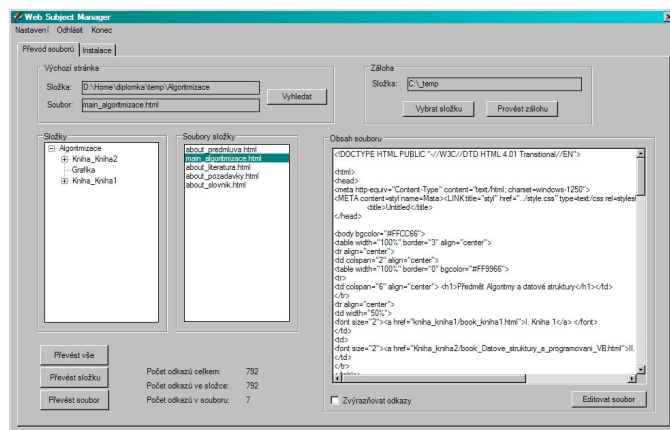 Web Subject Manager
Nastavení Odhlásit Konec
Převod souborů Instalace
Výchozí stránka
Složka: D:\Home\diplomka\temp\Algoritmizace
Soubor: main_algoritmizace.html
Vyhledat
Záloha
Složka: C:\_temp
Vybrat složku Provést zálohu
Složky
Algoritmizace
Kniha_Kniha2
Grafika
Kniha_Kniha1
Soubory složky
about_predmluva.html
main_algoritmizace.html
about_literatura.html
about_pozadavky.html
about_slovnik.html
Obsah souboru
<!DOCTYPE HTML PUBLIC "-//W3C//DTD HTML 4.01 Transitional//EN">
<html>
<head>
<meta http-equiv="Content-Type" content="text/html; charset=windows-1250">
<META content=styl name=Mata><LINK title="styl" href="../style.css" type=text/css rel=stylesl
<title>Untitled</title>
</head>
<body bgcolor="#FFCC66">
<table width="100%" border="3" align="center">
<tr align="center">
<td colspan="2" align="center">
<table width="100%" border="0" bgcolor="#FF9966">
<tr>
<td colspan="6" align="center"> <h1>Předmět Algoritmy a datové struktury</h1></td>
</tr>
<tr align="center">
<td width="50%">
<font size="2"><a href="kniha_kniha1/book_kniha1.html">I. Kniha 1</a> </font>
</td>
<td>
<font size="2"><a href="Kniha_kniha2/book_Datove_struktury_a_programovani_VB.html">II.
</td>
</tr>
Zvýrazňovat odkazy
Editovat soubor
Převést vše
Převést složku
Převést soubor
Počet odkazů celkem: 792
Počet odkazů ve složce: 792
Počet odkazů v souboru: 7